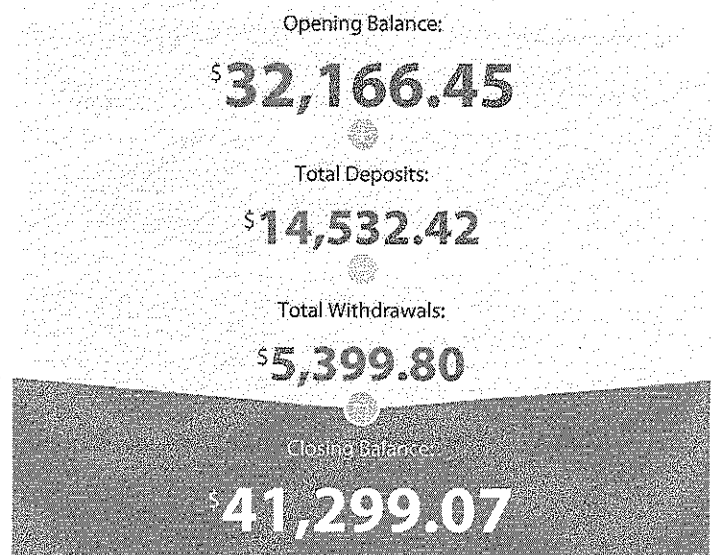 Opening Balance:
$32,166.45
Total Deposits:
$14,532.42
Total Withdrawals:
$5,399.80
Closing Balance:
$41,299.07